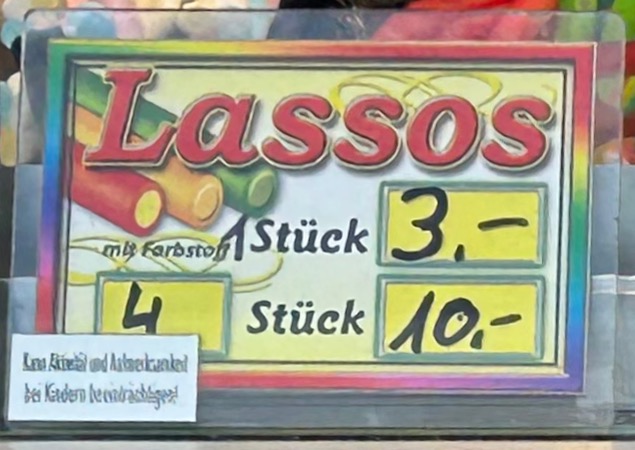 Lassos
mit Farbstoff
1 Stück 3.-
4 Stück 10.-
Kann Aktivität und Aufmerksamkeit
bei Kindern beeinträchtigen!